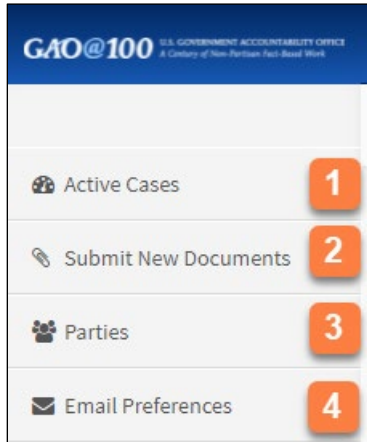 GAO@100 U.S. GOVERNMENT ACCOUNTABILITY OFFICE
A Century of Non-Partisan Fact-Based Work
Active Cases 1
Submit New Documents 2
Parties 3
Email Preferences 4